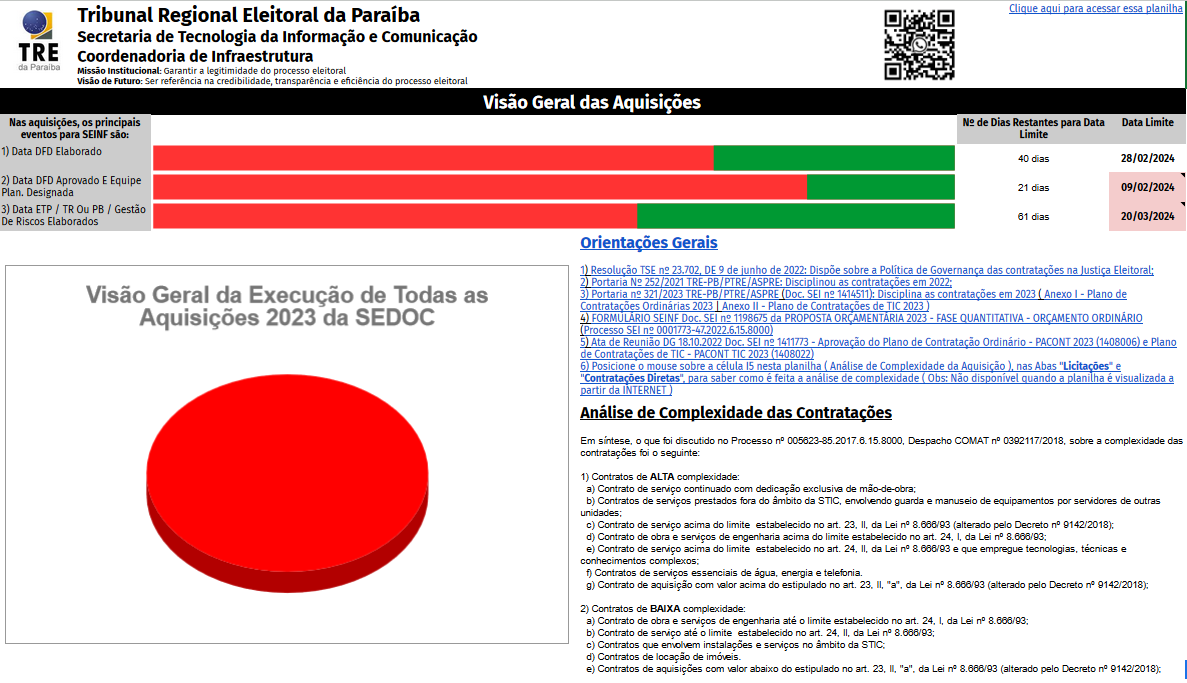 Clique aqui para acessar essa planilha
Tribunal Regional Eleitoral da Paraíba
Secretaria de Tecnologia da Informação e Comunicação
Coordenadoria de Infraestrutura
Missão Institucional: Garantir a legitimidade do processo eleitoral
Visão de Futuro: Ser referência na credibilidade, transparência e eficiência do processo eleitoral
TRE
da Paraíba
Visão Geral das Aquisições
Nas aquisições, os principais
eventos para SEINF são:
Nº de Dias Restantes para Data
Limite
Data Limite
1) Data DFD Elaborado
40 dias
28/02/2024
2) Data DFD Aprovado E Equipe
Plan. Designada
21 dias
09/02/2024
3) Data ETP / TR Ou PB / Gestão
De Riscos Elaborados
61 dias
20/03/2024
Visão Geral da Execução de Todas as
Aquisições 2023 da SEDOC
Orientações Gerais
1) Resolução TSE nº 23.702, DE 9 de junho de 2022: Dispõe sobre a Política de Governança das contratações na Justiça Eleitoral;
2) Portaria Nº 252/2021 TRE-PB/PTRE/ASPRE: Disciplinou as contratações em 2022;
3) Portaria nº 321/2023 TRE-PB/PTRE/ASPRE (Doc. SEI nº 1414511): Disciplina as contratações em 2023 ( Anexo I - Plano de
Contratações Ordinárias 2023 | Anexo II - Plano de Contratações de TIC 2023 )
4) FORMULÁRIO SEINF Doc. SEI nº 1198675 da PROPOSTA ORÇAMENTÁRIA 2023 - FASE QUANTITATIVA - ORÇAMENTO ORDINÁRIO
(Processo SEI nº 0001773-47.2022.6.15.8000)
5) Ata de Reunião DG 18.10.2022 Doc. SEI nº 1411773 - Aprovação do Plano de Contratação Ordinário - PACONT 2023 (1408006) e Plano
de Contratações de TIC - PACONT TIC 2023 (1408022)
6) Posicione o mouse sobre a célula I5 nesta planilha ( Análise de Complexidade da Aquisição ), nas Abas "Licitações" e
"Contratações Diretas", para saber como é feita a análise de complexidade ( Obs: Não disponível quando a planilha é visualizada a
partir da INTERNET )
Análise de Complexidade das Contratações
Em síntese, o que foi discutido no Processo nº 005623-85.2017.6.15.8000, Despacho COMAT nº 0392117/2018, sobre a complexidade das
contratações foi o seguinte:
1) Contratos de ALTA complexidade:
a) Contrato de serviço continuado com dedicação exclusiva de mão-de-obra;
b) Contratos de serviços prestados fora do âmbito da STIC, envolvendo guarda e manuseio de equipamentos por servidores de outras
unidades;
c) Contrato de serviço acima do limite estabelecido no art. 23, II, da Lei nº 8.666/93 (alterado pelo Decreto nº 9142/2018);
d) Contrato de obra e serviços de engenharia acima do limite estabelecido no art. 24, I, da Lei nº 8.666/93;
e) Contrato de serviço acima do limite estabelecido no art. 24, II, da Lei nº 8.666/93 e que empregue tecnologias, técnicas e
conhecimentos complexos;
f) Contratos de serviços essenciais de água, energia e telefonia.
g) Contrato de aquisição com valor acima do estipulado no art. 23, II, "a", da Lei nº 8.666/93 (alterado pelo Decreto nº 9142/2018);
2) Contratos de BAIXA complexidade:
a) Contrato de obra e serviços de engenharia até o limite estabelecido no art. 24, I, da Lei nº 8.666/93;
b) Contrato de serviço até o limite estabelecido no art. 24, II, da Lei nº 8.666/93;
c) Contratos que envolvem instalações e serviços no âmbito da STIC;
d) Contratos de locação de imóveis.
e) Contratos de aquisições com valor abaixo do estipulado no art. 23, II, "a", da Lei nº 8.666/93 (alterado pelo Decreto nº 9142/2018);